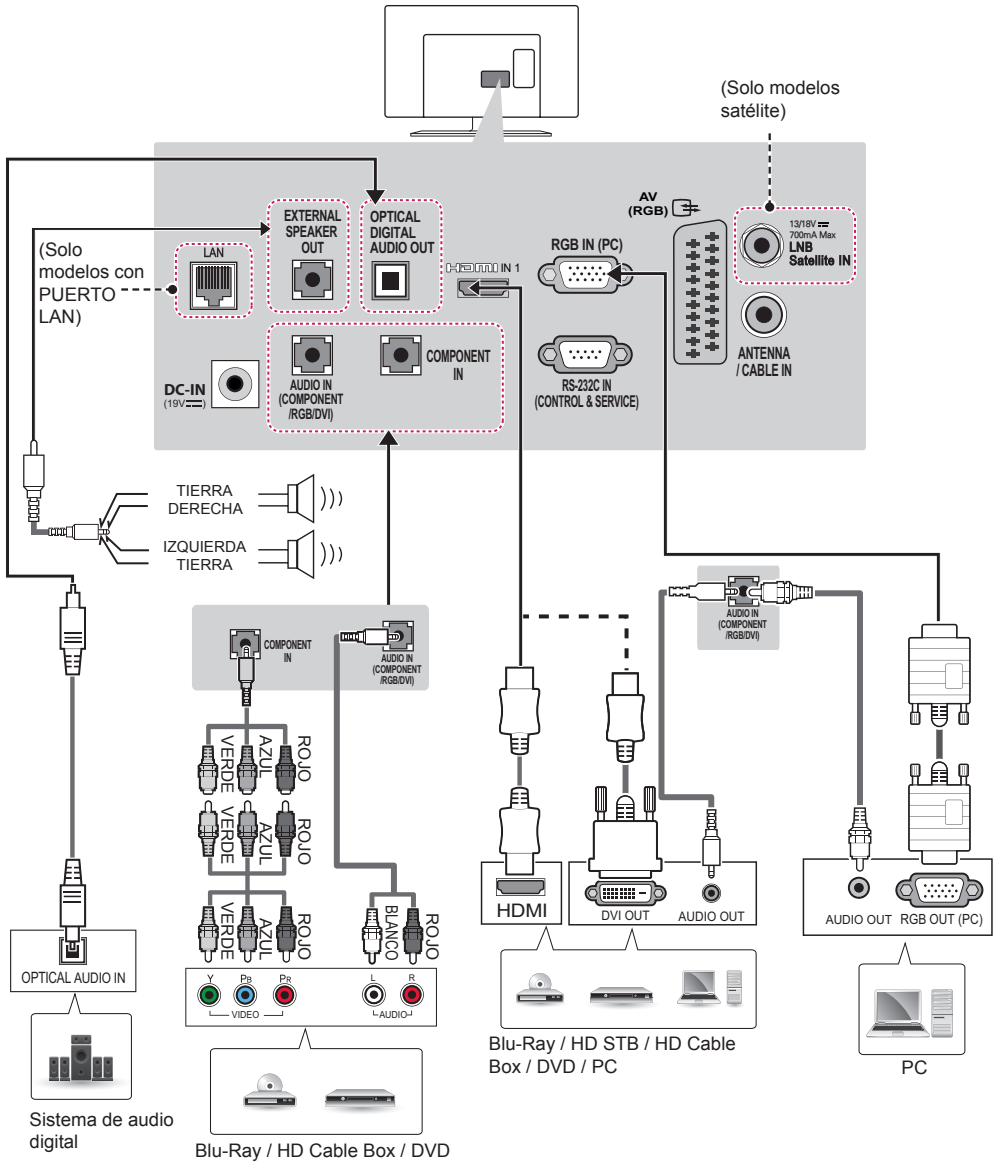 (Solo modelos
satélite)
AV
(RGB)
13/18V
700mA Max
LNB
Satellite IN
EXTERNAL
SPEAKER
OUT
OPTICAL
DIGITAL
AUDIO OUT
RGB IN (PC)
HDMI IN 1
(Solo
modelos con
PUERTO
LAN)
LAN
ANTENNA
/ CABLE IN
COMPONENT
IN
AUDIO IN
(COMPONENT
/RGB/DVI)
DC-IN
(19V)
RS-232C IN
(CONTROL & SERVICE)
TIERRA
DERECHA
IZQUIERDA
TIERRA
COMPONENT
IN
AUDIO IN
(COMPONENT
/RGB/DVI)
AUDIO IN
(COMPONENT
/RGB/DVI)
VERDE
AZUL
ROJO
VERDE
AZUL
ROJO
VERDE
AZUL
ROJO
BLANCO
ROJO
HDMI
DVI OUT
AUDIO OUT
AUDIO OUT
RGB OUT (PC)
OPTICAL AUDIO IN
Y
PB
PR
L
R
VIDEO
AUDIO
Blu-Ray / HD STB / HD Cable
Box / DVD / PC
PC
Sistema de audio
digital
Blu-Ray / HD Cable Box / DVD